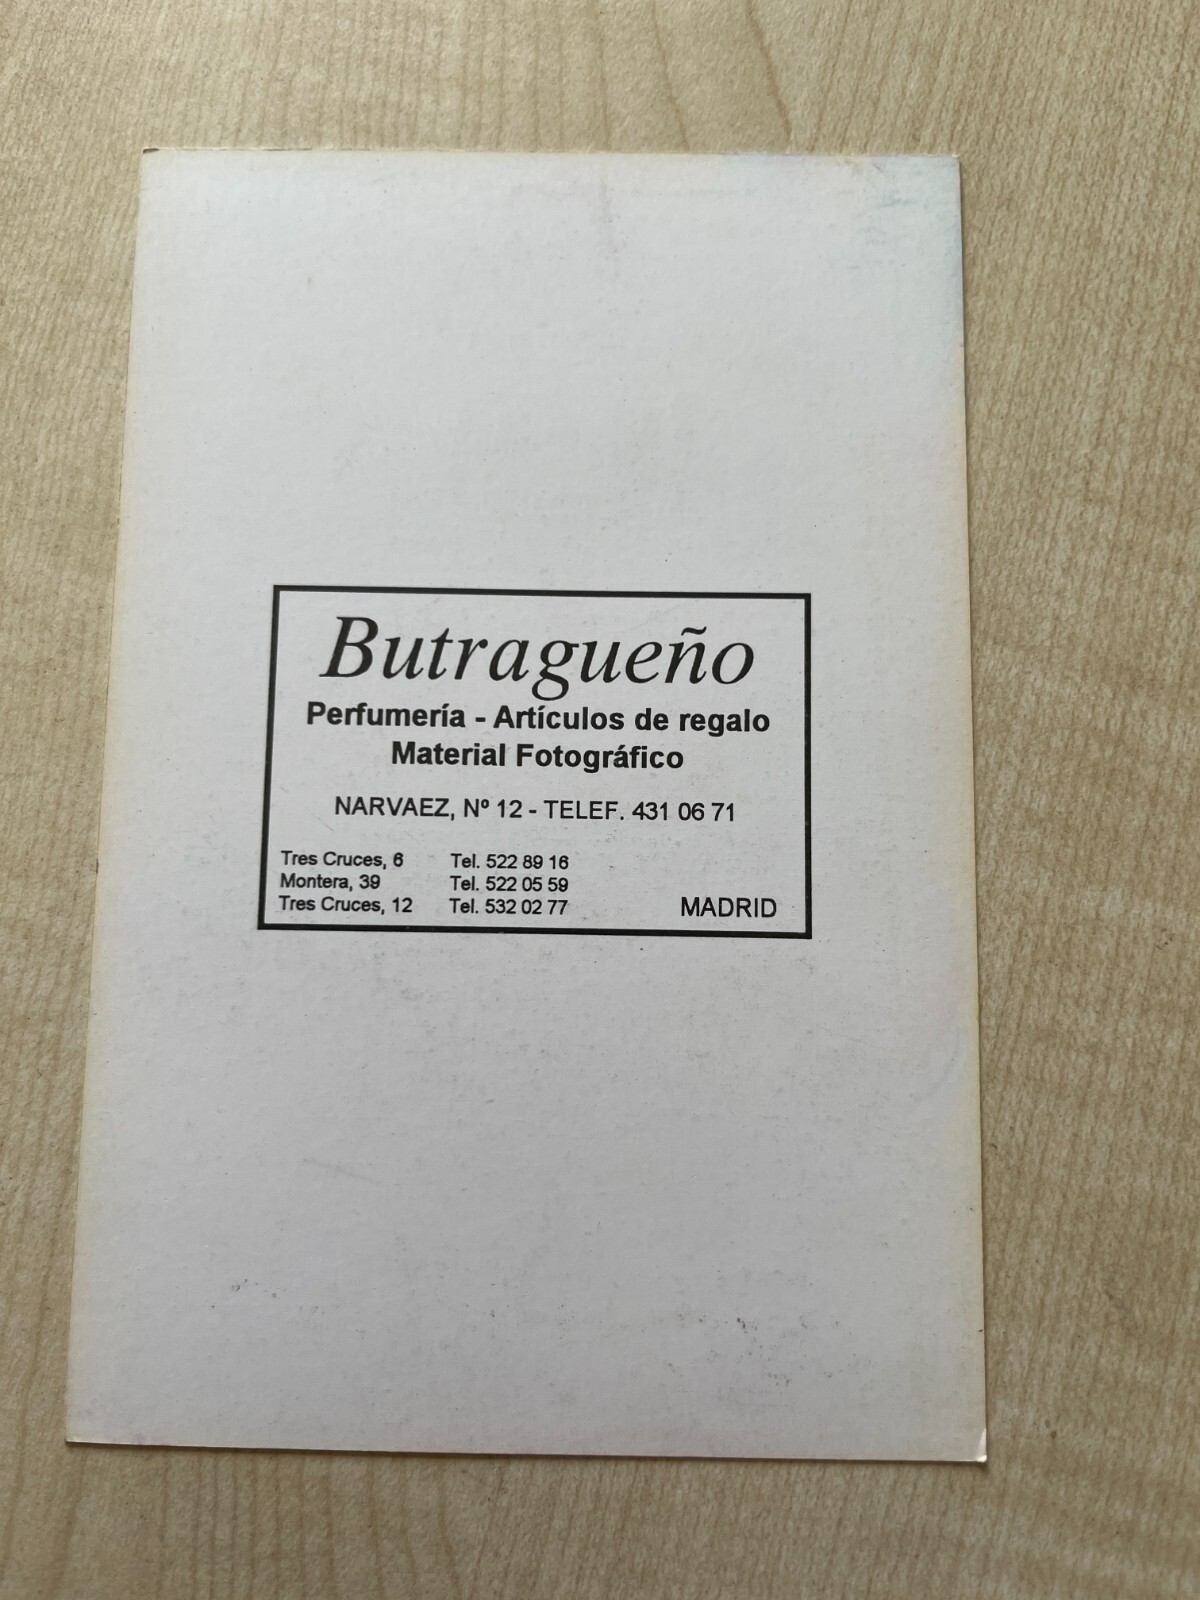 Butragueño
Perfumería - Artículos de regalo
Material Fotográfico
NARVAEZ, Nº 12 - TELEF. 431 06 71
Tres Cruces, 6 Tel. 522 89 16
Montera, 39 Tel. 522 05 59
Tres Cruces, 12 Tel. 532 02 77 MADRID